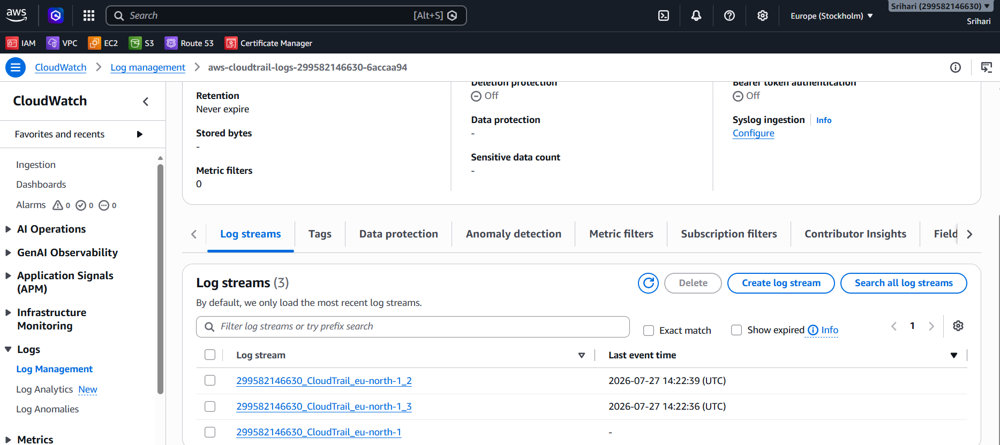 aws
Search
[Alt+S]
Europe (Stockholm)
Srihari (299582146630)
Srihari
IAM
VPC
EC2
S3
Route 53
Certificate Manager
CloudWatch
Log management
aws-cloudtrail-logs-299582146630-6accaa94
CloudWatch
Favorites and recents
Ingestion
Dashboards
Alarms 0 0 0
AI Operations
GenAI Observability
Application Signals
(APM)
Infrastructure
Monitoring
Logs
Log Management
Log Analytics New
Log Anomalies
Metrics
Retention
Never expire
Stored bytes
-
Metric filters
0
Deletion protection
Off
Data protection
-
Sensitive data count
-
Bearer token authentication
Off
Syslog ingestion Info
Configure
Log streams
Tags
Data protection
Anomaly detection
Metric filters
Subscription filters
Contributor Insights
Field
Log streams (3)
Delete
Create log stream
Search all log streams
By default, we only load the most recent log streams.
Filter log streams or try prefix search
Exact match
Show expired Info
1
Log stream
Last event time
299582146630_CloudTrail_eu-north-1_2
2026-07-27 14:22:39 (UTC)
299582146630_CloudTrail_eu-north-1_3
2026-07-27 14:22:36 (UTC)
299582146630_CloudTrail_eu-north-1
-